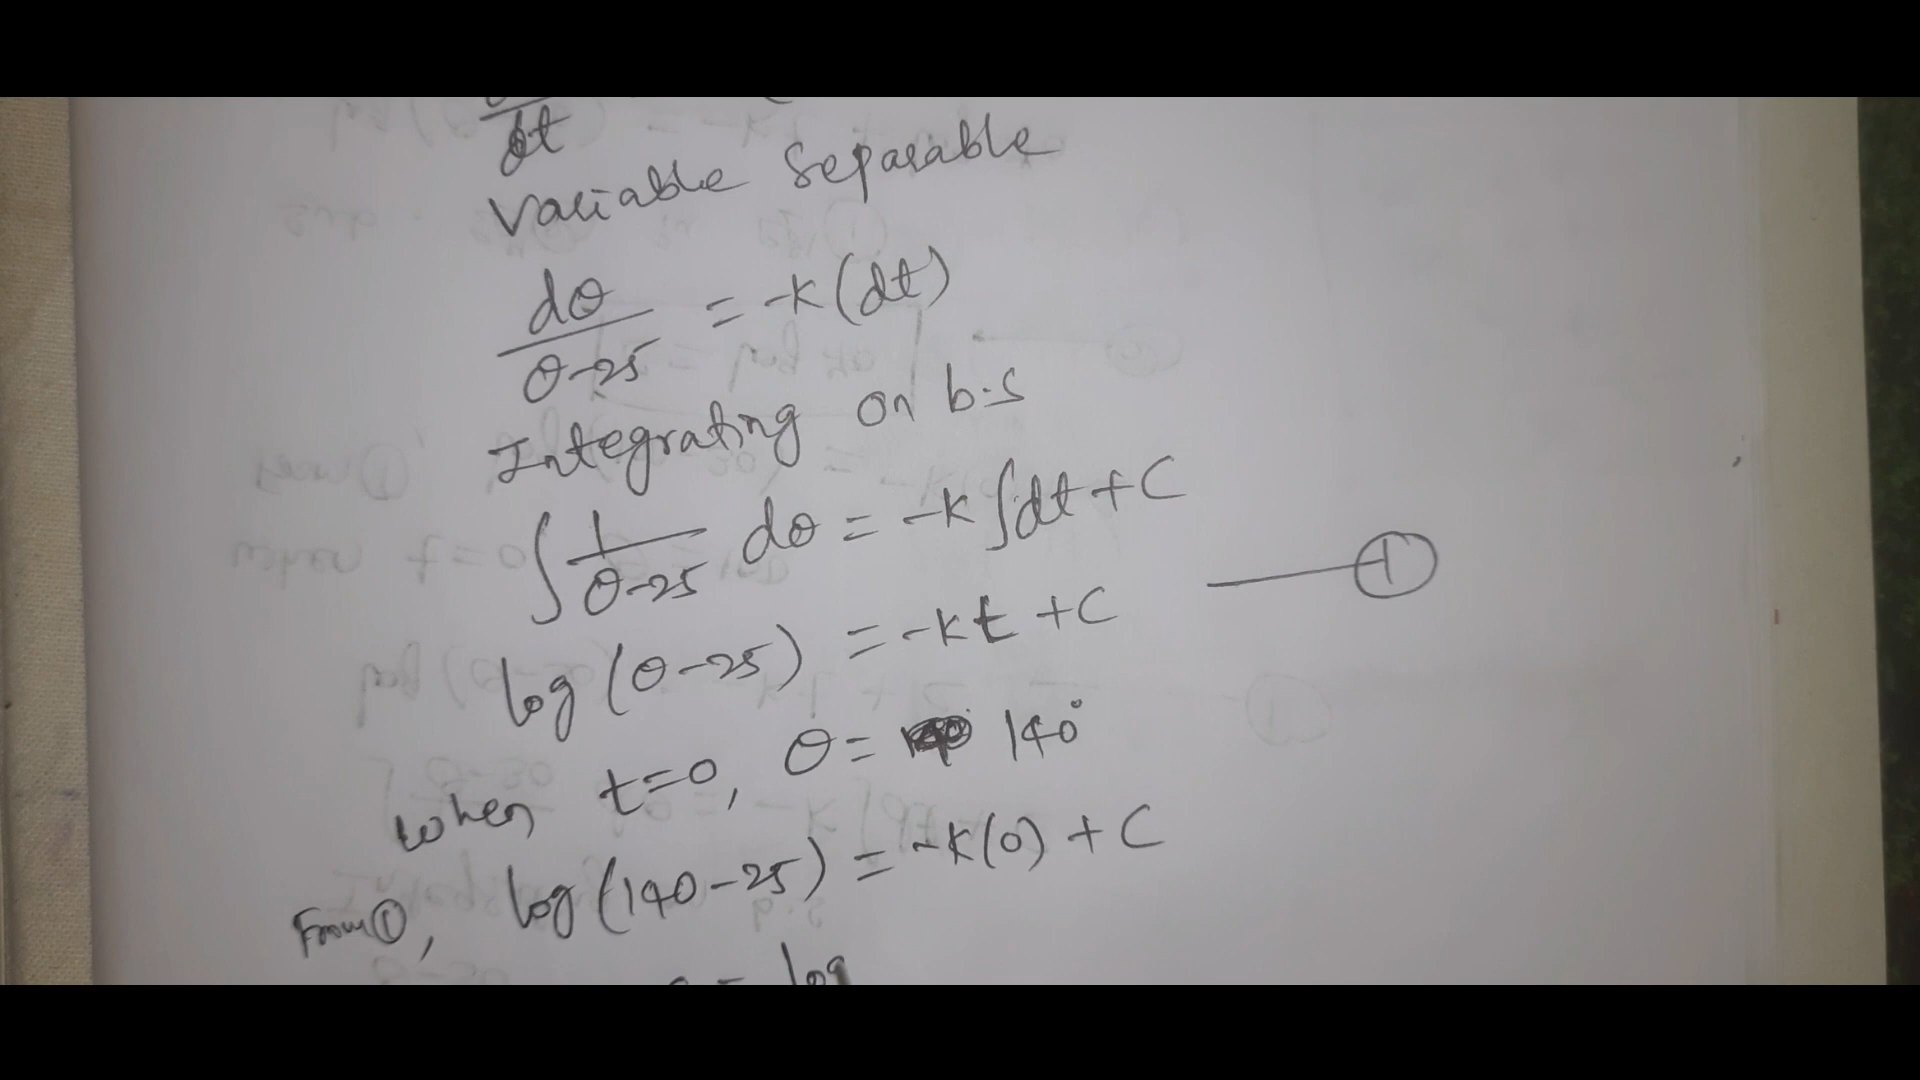 dt
Variable Separable
dθ/θ-25 = -k(dt)
Integrating on b.s
∫ 1/θ-25 dθ = -k ∫dt + C
log (θ-25) = -kt + C —— ①
when t=0, θ= 140°
From ①, log (140-25) = -k(0) + C
= log